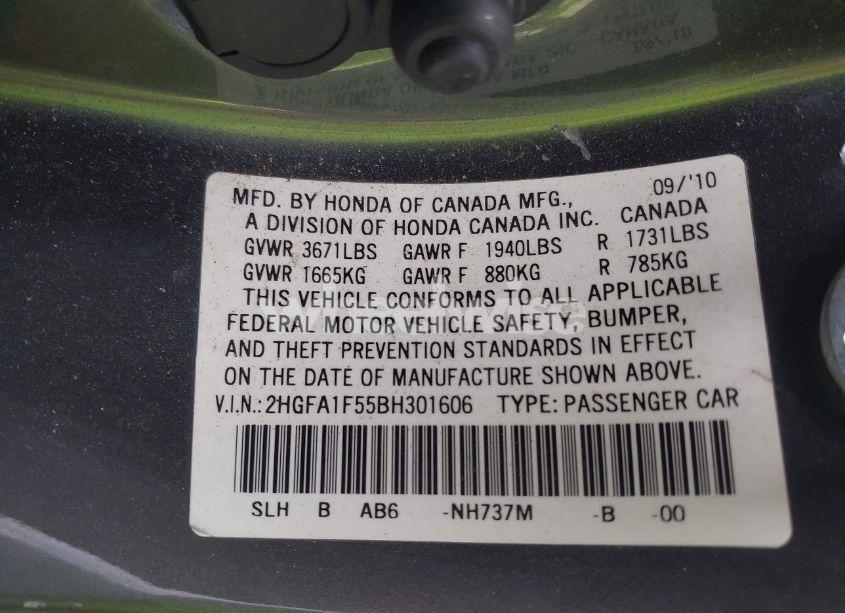 MFD. BY HONDA OF CANADA MFG., 09/'10
A DIVISION OF HONDA CANADA INC. CANADA
GVWR 3671LBS GAWR F 1940LBS R 1731LBS
GVWR 1665KG GAWR F 880KG R 785KG
THIS VEHICLE CONFORMS TO ALL APPLICABLE
FEDERAL MOTOR VEHICLE SAFETY, BUMPER,
AND THEFT PREVENTION STANDARDS IN EFFECT
ON THE DATE OF MANUFACTURE SHOWN ABOVE.
V.I.N.: 2HGFA1F55BH301606 TYPE: PASSENGER CAR
SLH B AB6 -NH737M -B -00